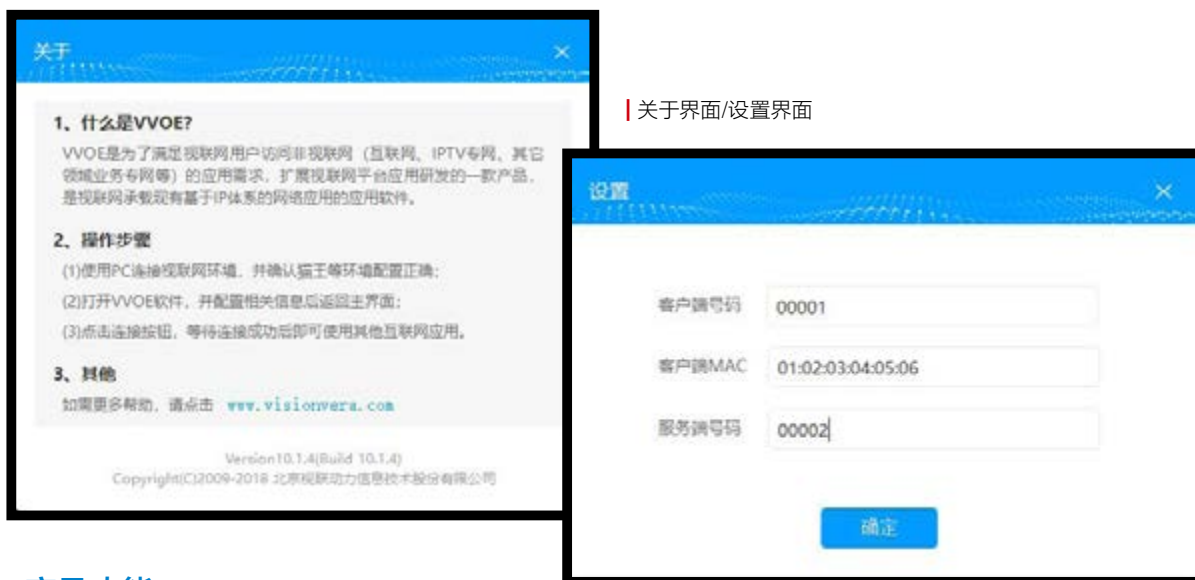 关于
1、什么是VVOE?
VVOE是为了满足视联网用户访问非视联网（互联网、IPTV专网、其它
领域业务专网等）的应用需求，扩展视联网平台应用研发的一款产品，
是视联网承载现有基于IP体系的网络应用的应用软件。
2、操作步骤
(1)使用PC连接视联网环境，并确认猫王等环境配置正确;
(2)打开VVOE软件，并配置相关信息后返回主界面;
(3)点击连接按钮，等待连接成功后即可使用其他互联网应用。
3、其他
如需更多帮助，请点击 www.visionvera.com
Version10.1.4(Build 10.1.4)
Copyright(C)2009-2018 北京视联动力信息技术股份有限公司
关于界面/设置界面
设置
客户端号码 00001
客户端MAC 01:02:03:04:05:06
服务端号码 00002
确定